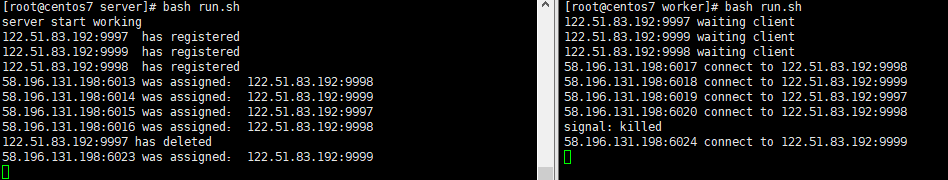 [root@centos7 server]# bash run.sh
server start working
122.51.83.192:9997  has registered
122.51.83.192:9999  has registered
122.51.83.192:9998  has registered
58.196.131.198:6013 was assigned:  122.51.83.192:9998
58.196.131.198:6014 was assigned:  122.51.83.192:9999
58.196.131.198:6015 was assigned:  122.51.83.192:9997
58.196.131.198:6016 was assigned:  122.51.83.192:9998
122.51.83.192:9997 has deleted
58.196.131.198:6023 was assigned:  122.51.83.192:9999
[root@centos7 worker]# bash run.sh
122.51.83.192:9997 waiting client
122.51.83.192:9999 waiting client
122.51.83.192:9998 waiting client
58.196.131.198:6017 connect to 122.51.83.192:9998
58.196.131.198:6018 connect to 122.51.83.192:9999
58.196.131.198:6019 connect to 122.51.83.192:9997
58.196.131.198:6020 connect to 122.51.83.192:9998
signal: killed
58.196.131.198:6024 connect to 122.51.83.192:9999